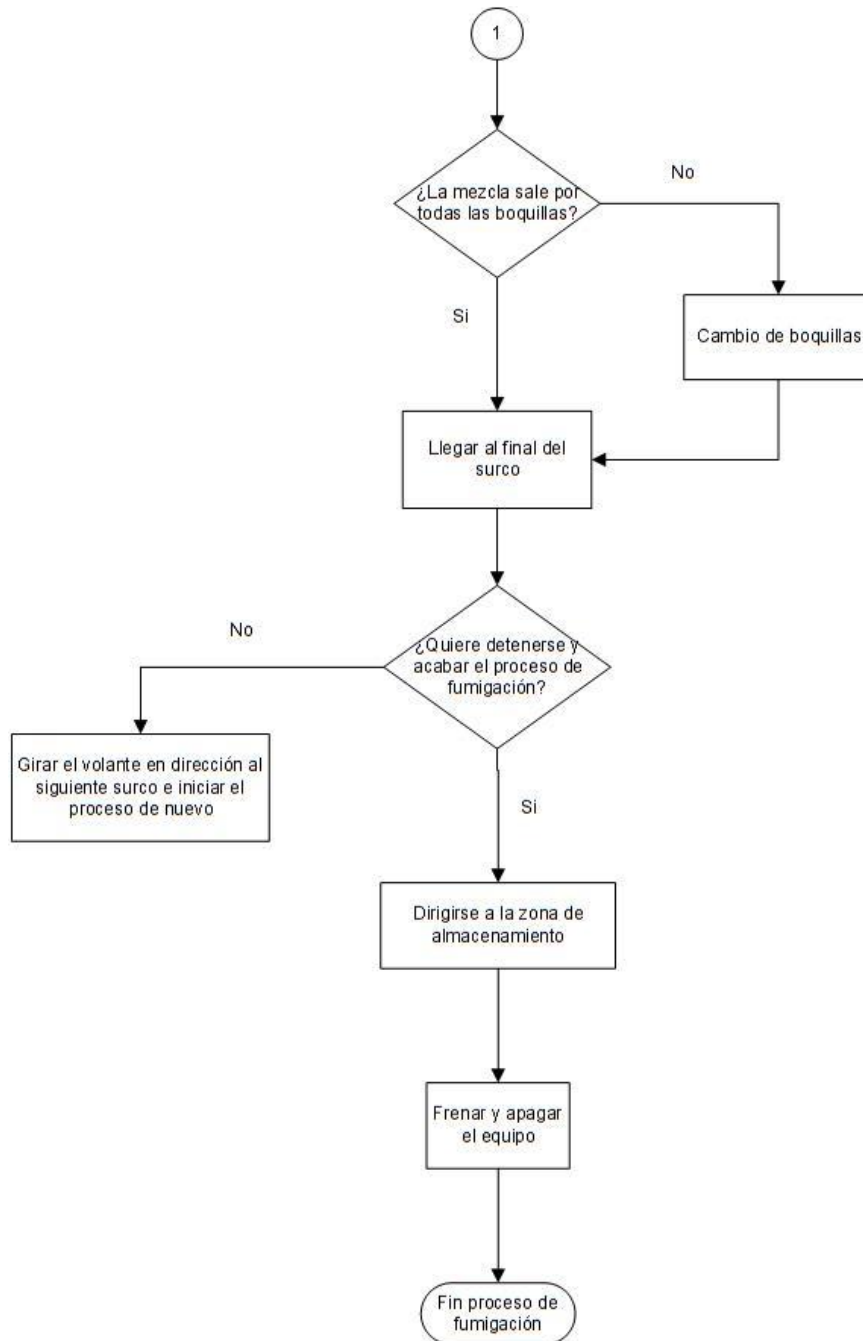 1
¿La mezcla sale por
todas las boquillas?
No
Si
Cambio de boquillas
Llegar al final del
surco
No
¿Quiere detenerse y
acabar el proceso de
fumigación?
Girar el volante en dirección al
siguiente surco e iniciar el
proceso de nuevo
Si
Dirigirse a la zona de
almacenamiento
Frenar y apagar
el equipo
Fin proceso de
fumigación